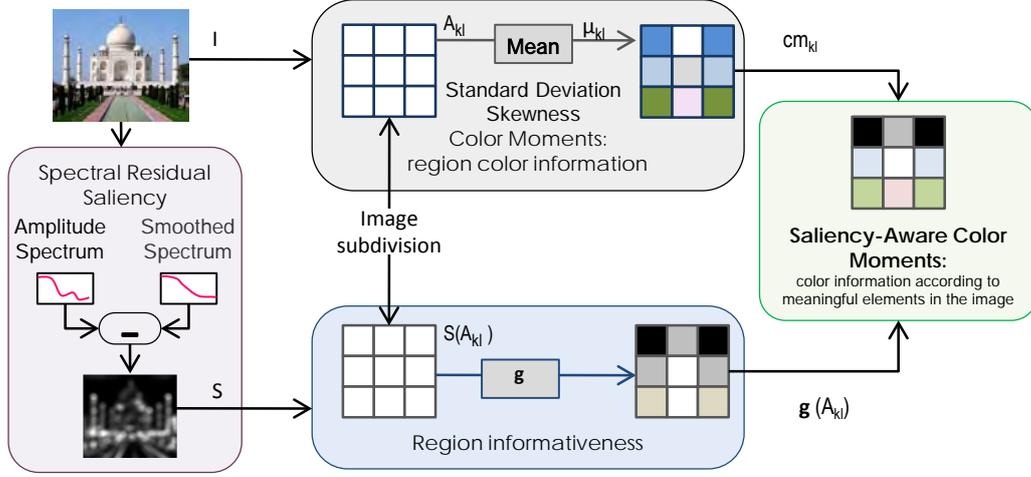 I
A_kl
Mean
μ_kl
cm_kl
Standard Deviation
Skewness
Color Moments:
region color information
Spectral Residual
Saliency
Amplitude
Spectrum
Smoothed
Spectrum
-
S
Image
subdivision
S(A_kl )
g
Region informativeness
g (A_kl)
Saliency-Aware Color
Moments:
color information according to
meaningful elements in the image